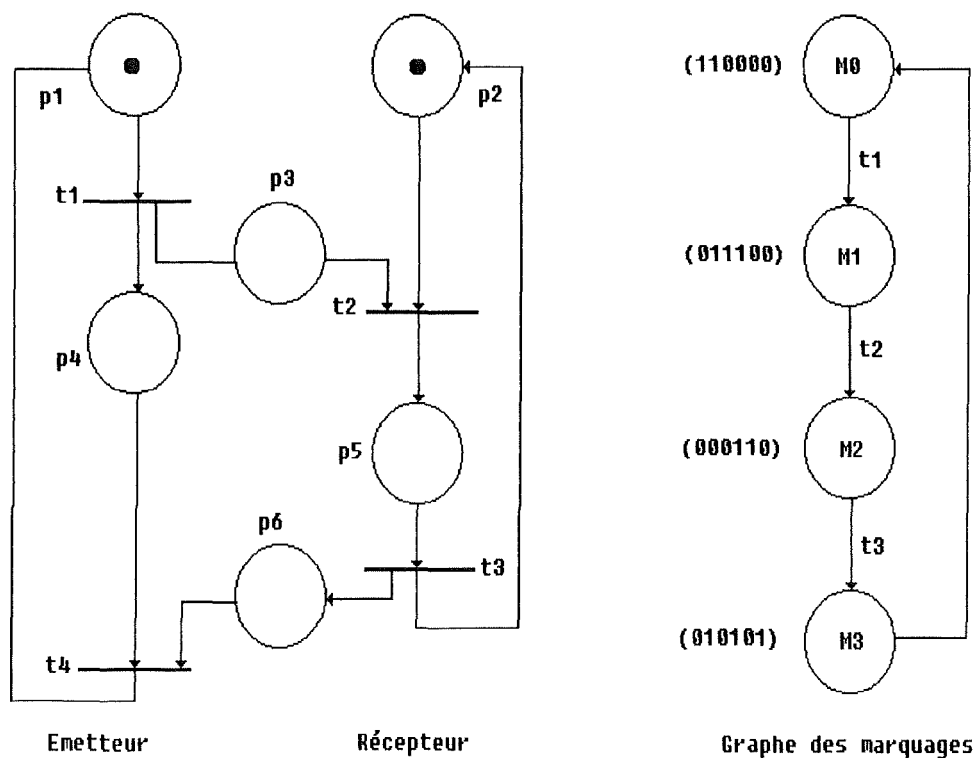 p1
p2
t1
p3
t2
p4
p5
p6
t3
t4
Emetteur
Récepteur
(110000)
M0
t1
(011100)
M1
t2
(000110)
M2
t3
(010101)
M3
Graphe des marquages